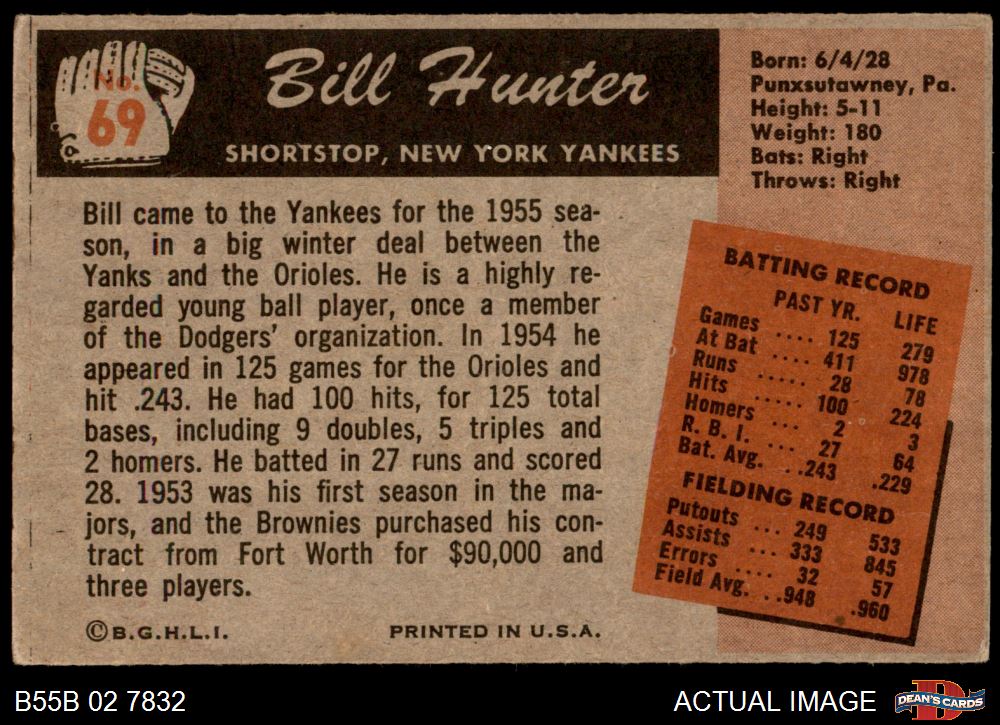 No.
69
Bill Hunter
SHORTSTOP, NEW YORK YANKEES
Born: 6/4/28
Punxsutawney, Pa.
Height: 5-11
Weight: 180
Bats: Right
Throws: Right
Bill came to the Yankees for the 1955 sea-
son, in a big winter deal between the
Yanks and the Orioles. He is a highly re-
garded young ball player, once a member
of the Dodgers' organization. In 1954 he
appeared in 125 games for the Orioles and
hit .243. He had 100 hits, for 125 total
bases, including 9 doubles, 5 triples and
2 homers. He batted in 27 runs and scored
28. 1953 was his first season in the ma-
jors, and the Brownies purchased his con-
tract from Fort Worth for $90,000 and
three players.
©B.G.H.L.I. PRINTED IN U.S.A.
BATTING RECORD
PAST YR. LIFE
Games .... 125 279
At Bat .... 411 978
Runs ..... 28 78
Hits ..... 100 224
Homers ... 2 3
R. B. I. ... 27 64
Bat. Avg. ..243 .229
FIELDING RECORD
Putouts ... 249 533
Assists ... 333 845
Errors .... 32 57
Field Avg. ..948 .960
B55B 02 7832 ACTUAL IMAGE D DEAN'S CARDS